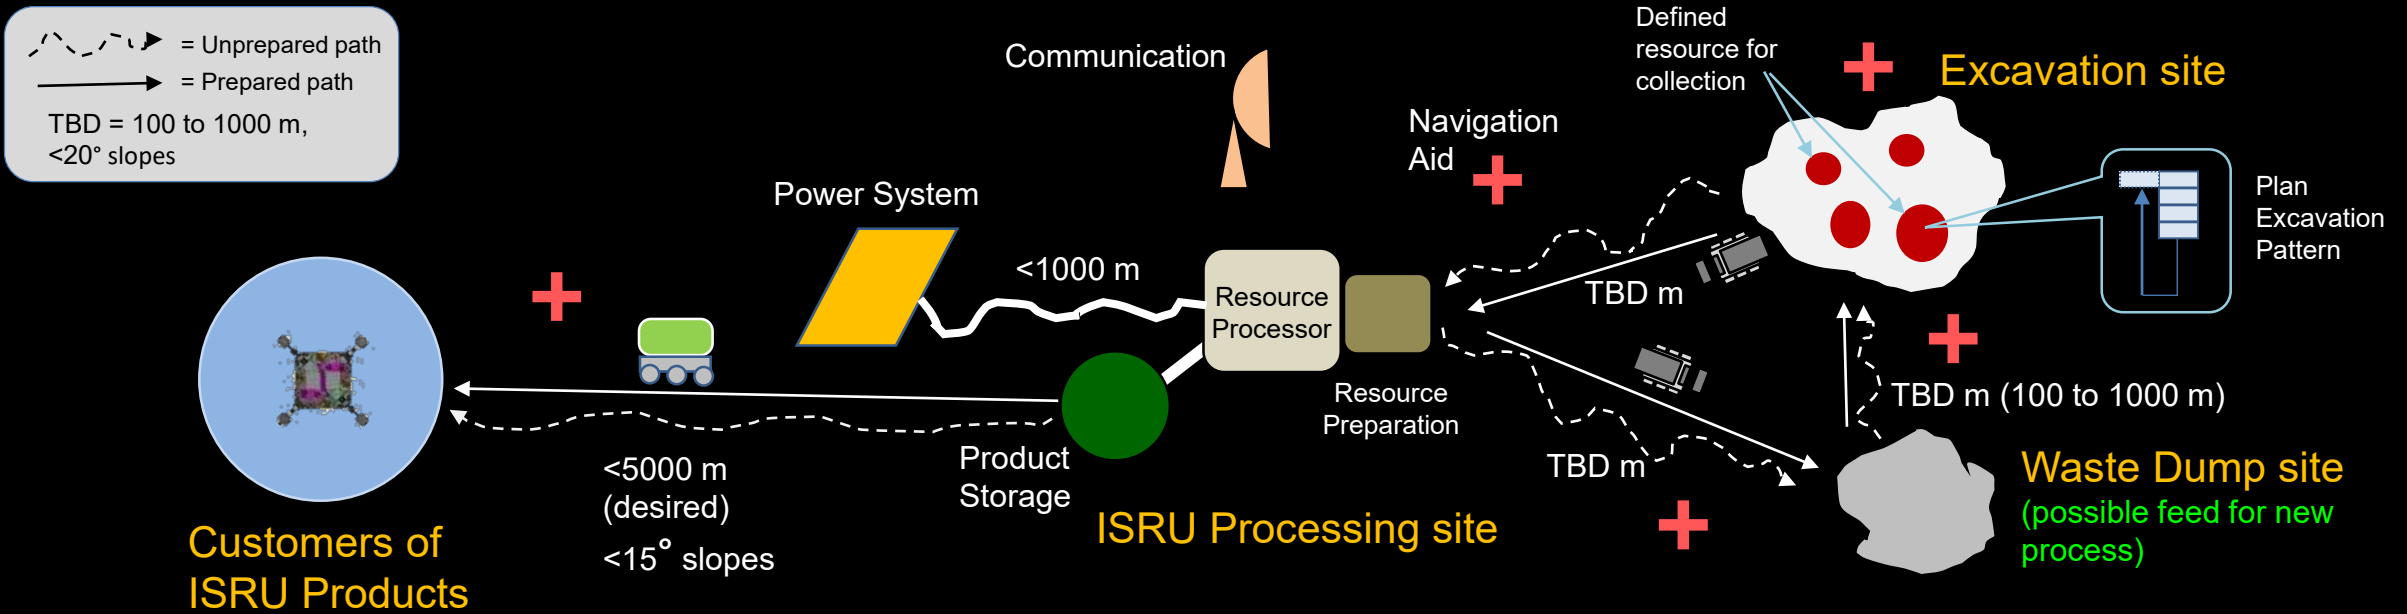 = Unprepared path
= Prepared path
TBD = 100 to 1000 m,
<20° slopes
Communication
Defined
resource for
collection
Excavation site
Navigation
Aid
Power System
Plan
Excavation
Pattern
<1000 m
Resource
Processor
TBD m
Resource
Preparation
TBD m (100 to 1000 m)
<5000 m
(desired)
<15° slopes
Product
Storage
TBD m
Waste Dump site
(possible feed for new
process)
ISRU Processing site
Customers of
ISRU Products